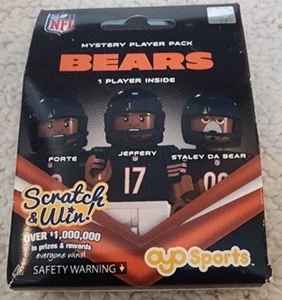 NFL
MYSTERY PLAYER PACK
BEARS
1 PLAYER INSIDE
FORTE
JEFFERY
STALEY DA BEAR
17
Scratch
& Win!
OVER $1,000,000
in prizes & rewards
everyone wins!
SAFETY WARNING
OYO Sports